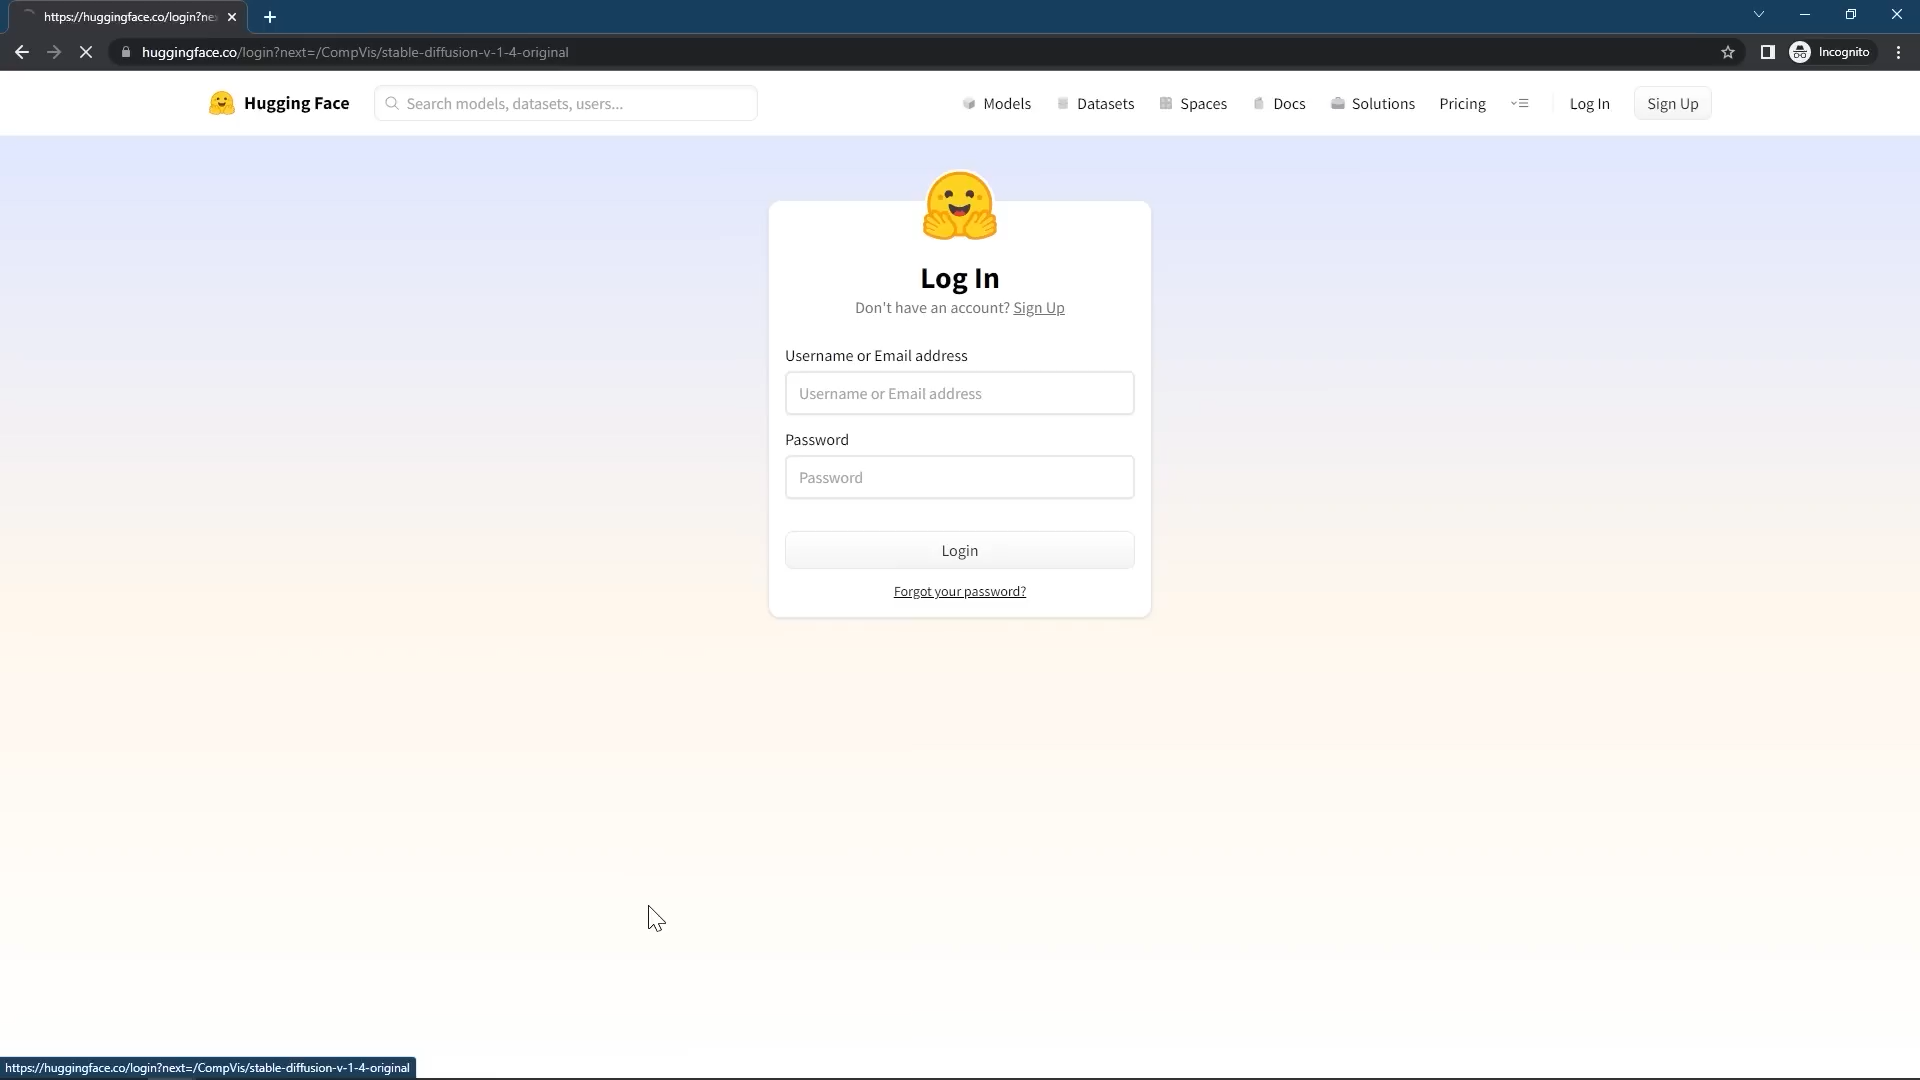 https://huggingface.co/login?ne
huggingface.co/login?next=/CompVis/stable-diffusion-v-1-4-original
Incognito
Hugging Face
Search models, datasets, users...
Models
Datasets
Spaces
Docs
Solutions
Pricing
Log In
Sign Up
Log In
Don't have an account? Sign Up
Username or Email address
Username or Email address
Password
Password
Login
Forgot your password?
https://huggingface.co/login?next=/CompVis/stable-diffusion-v-1-4-original